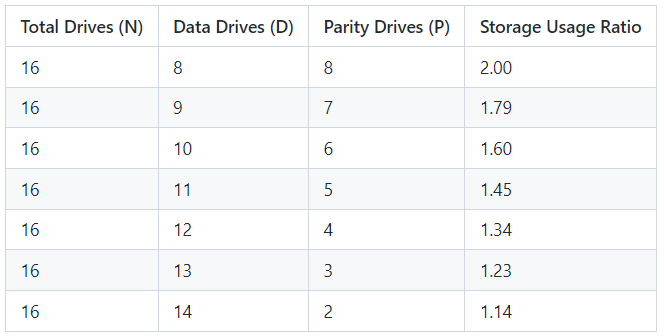 Total Drives (N) Data Drives (D) Parity Drives (P) Storage Usage Ratio
16 8 8 2.00
16 9 7 1.79
16 10 6 1.60
16 11 5 1.45
16 12 4 1.34
16 13 3 1.23
16 14 2 1.14